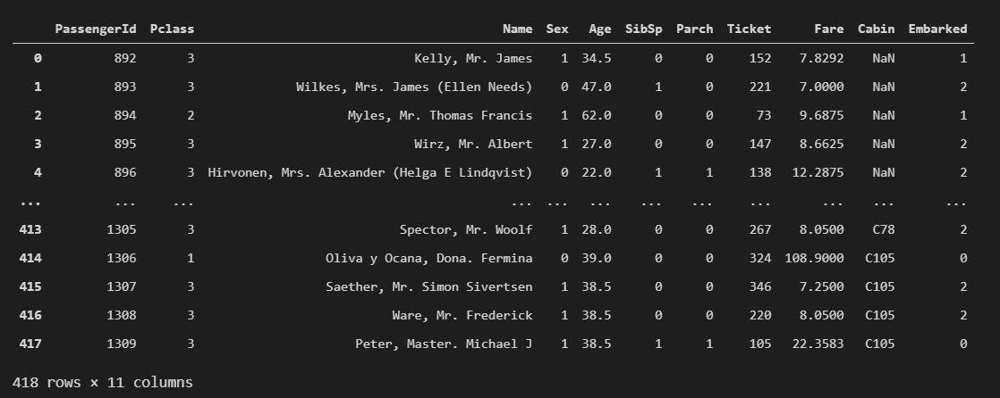 PassengerId Pclass Name Sex Age SibSp Parch Ticket Fare Cabin Embarked
0 892 3 Kelly, Mr. James 1 34.5 0 0 152 7.8292 NaN 1
1 893 3 Wilkes, Mrs. James (Ellen Needs) 0 47.0 1 0 221 7.0000 NaN 2
2 894 2 Myles, Mr. Thomas Francis 1 62.0 0 0 73 9.6875 NaN 1
3 895 3 Wirz, Mr. Albert 1 27.0 0 0 147 8.6625 NaN 2
4 896 3 Hirvonen, Mrs. Alexander (Helga E Lindqvist) 0 22.0 1 1 138 12.2875 NaN 2
... ... ... ... ... ... ... ... ... ... ... ...
413 1305 3 Spector, Mr. Woolf 1 28.0 0 0 267 8.0500 C78 2
414 1306 1 Oliva y Ocana, Dona. Fermina 0 39.0 0 0 324 108.9000 C105 0
415 1307 3 Saether, Mr. Simon Sivertsen 1 38.5 0 0 346 7.2500 C105 2
416 1308 3 Ware, Mr. Frederick 1 38.5 0 0 220 8.0500 C105 2
417 1309 3 Peter, Master. Michael J 1 38.5 1 1 105 22.3583 C105 0
418 rows × 11 columns